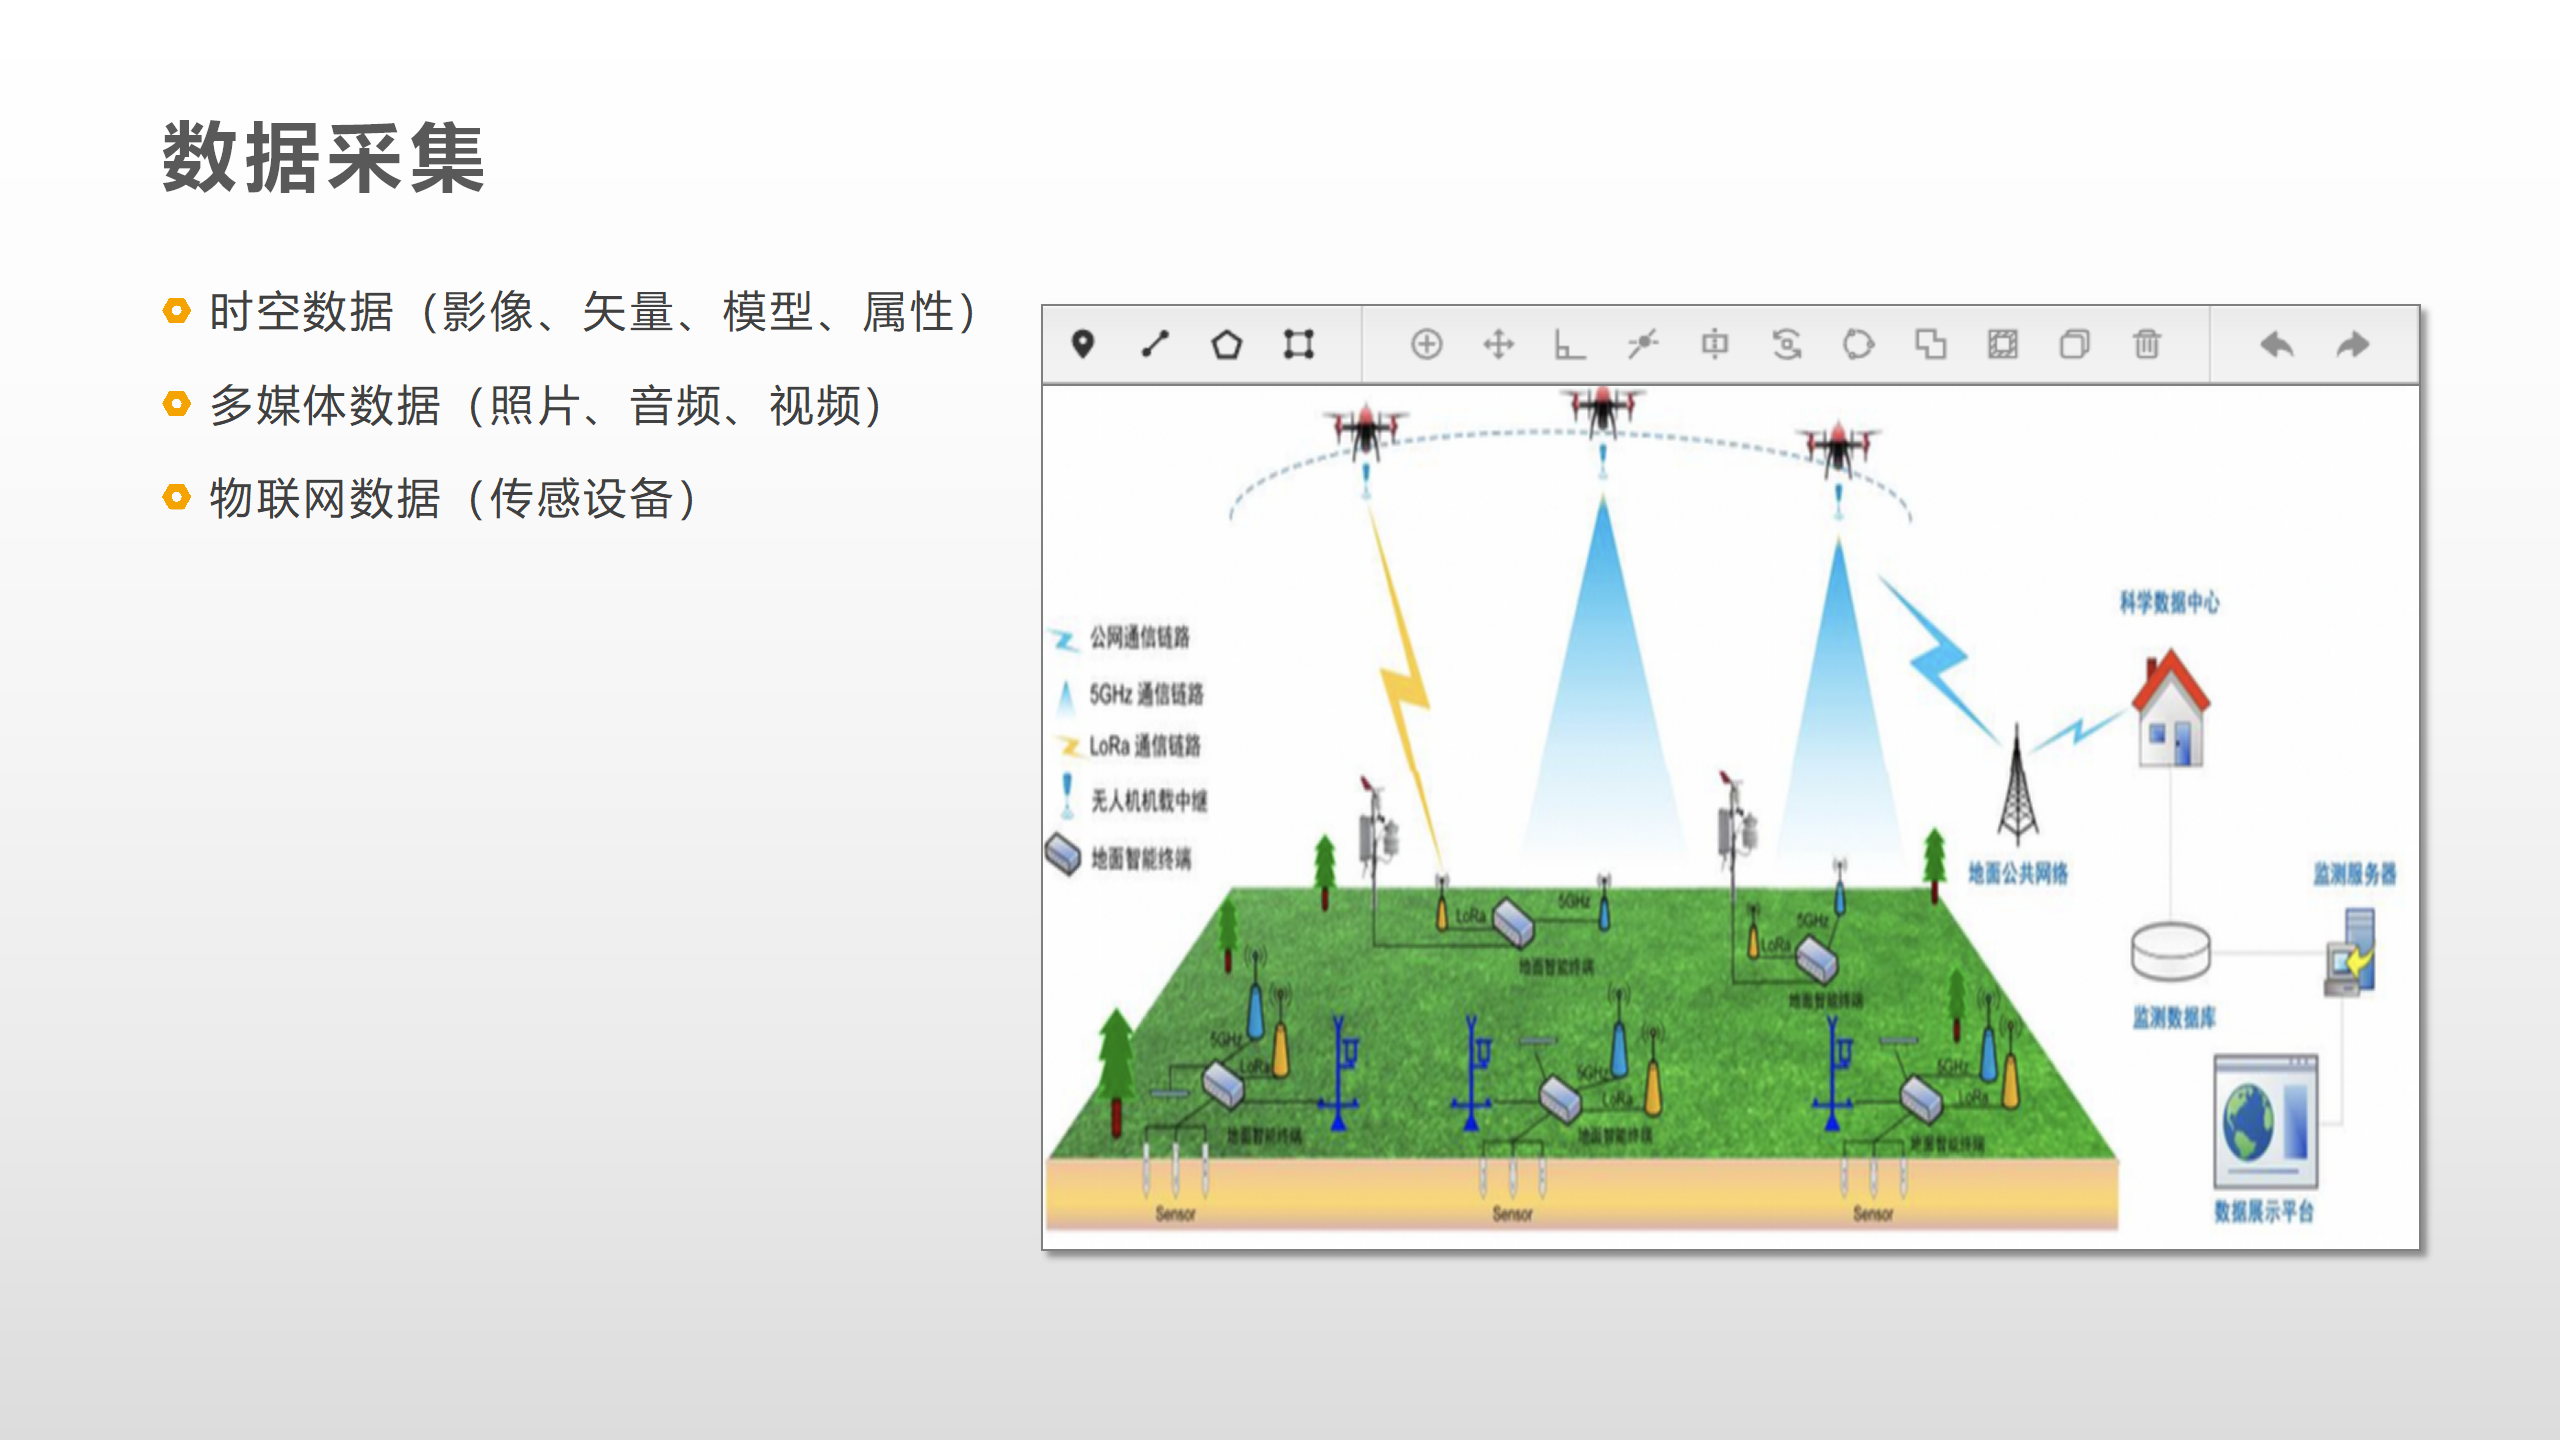 数据采集
时空数据（影像、矢量、模型、属性）
多媒体数据（照片、音频、视频）
物联网数据（传感设备）
公网通信链路
5GHz 通信链路
LoRa 通信链路
无人机机载中继
地面智能终端
科学数据中心
地面公共网络
监测服务器
监测数据库
数据展示平台
LoRa
5GHz
地面智能终端
5GHz
LoRa
地面智能终端
5GHz
LoRa
地面智能终端
5GHz
LoRa
地面智能终端
5GHz
LoRa
地面智能终端
Sensor
Sensor
Sensor